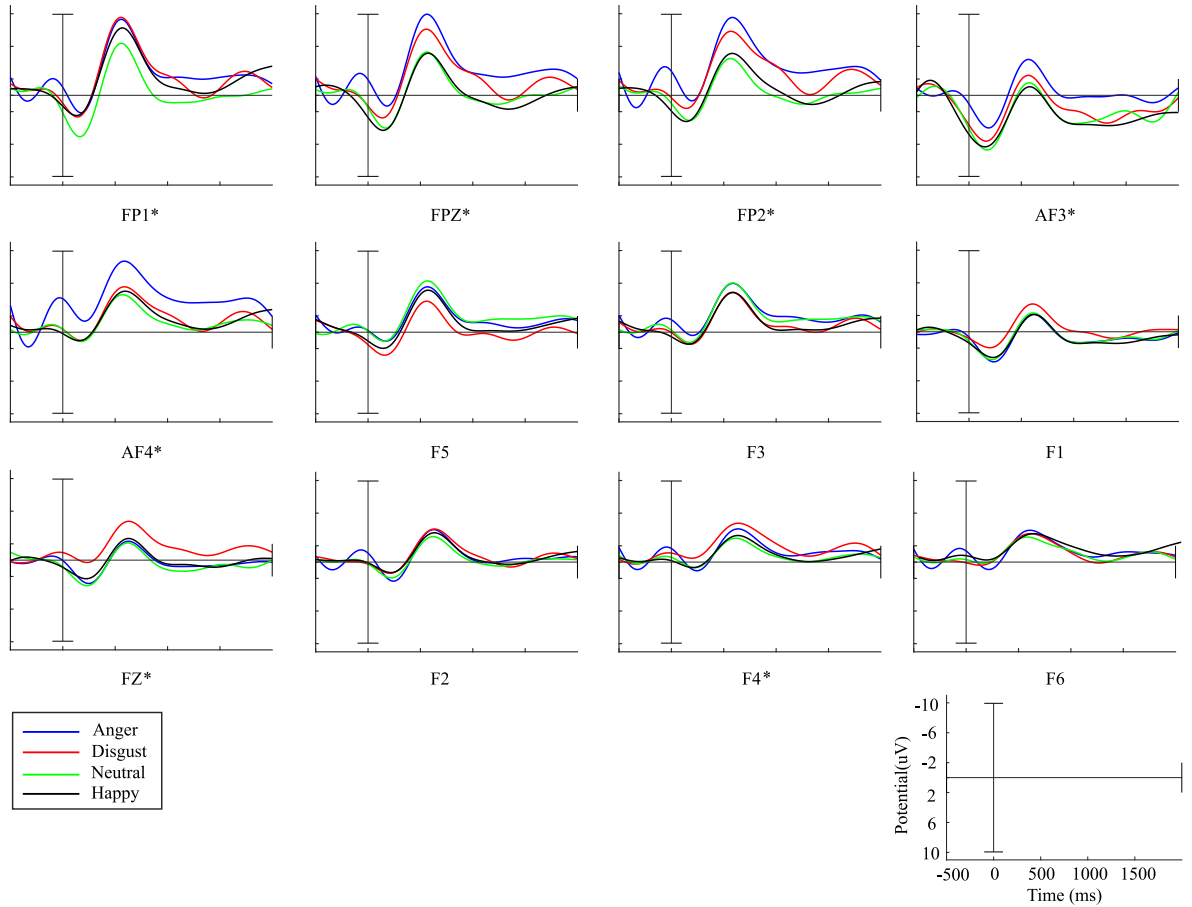 FP1*
FPZ*
FP2*
AF3*
AF4*
F5
F3
F1
FZ*
F2
F4*
F6
Anger
Disgust
Neutral
Happy
Potential(uV)
-10
-6
-2
2
6
10
-500 0 500 1000 1500
Time (ms)